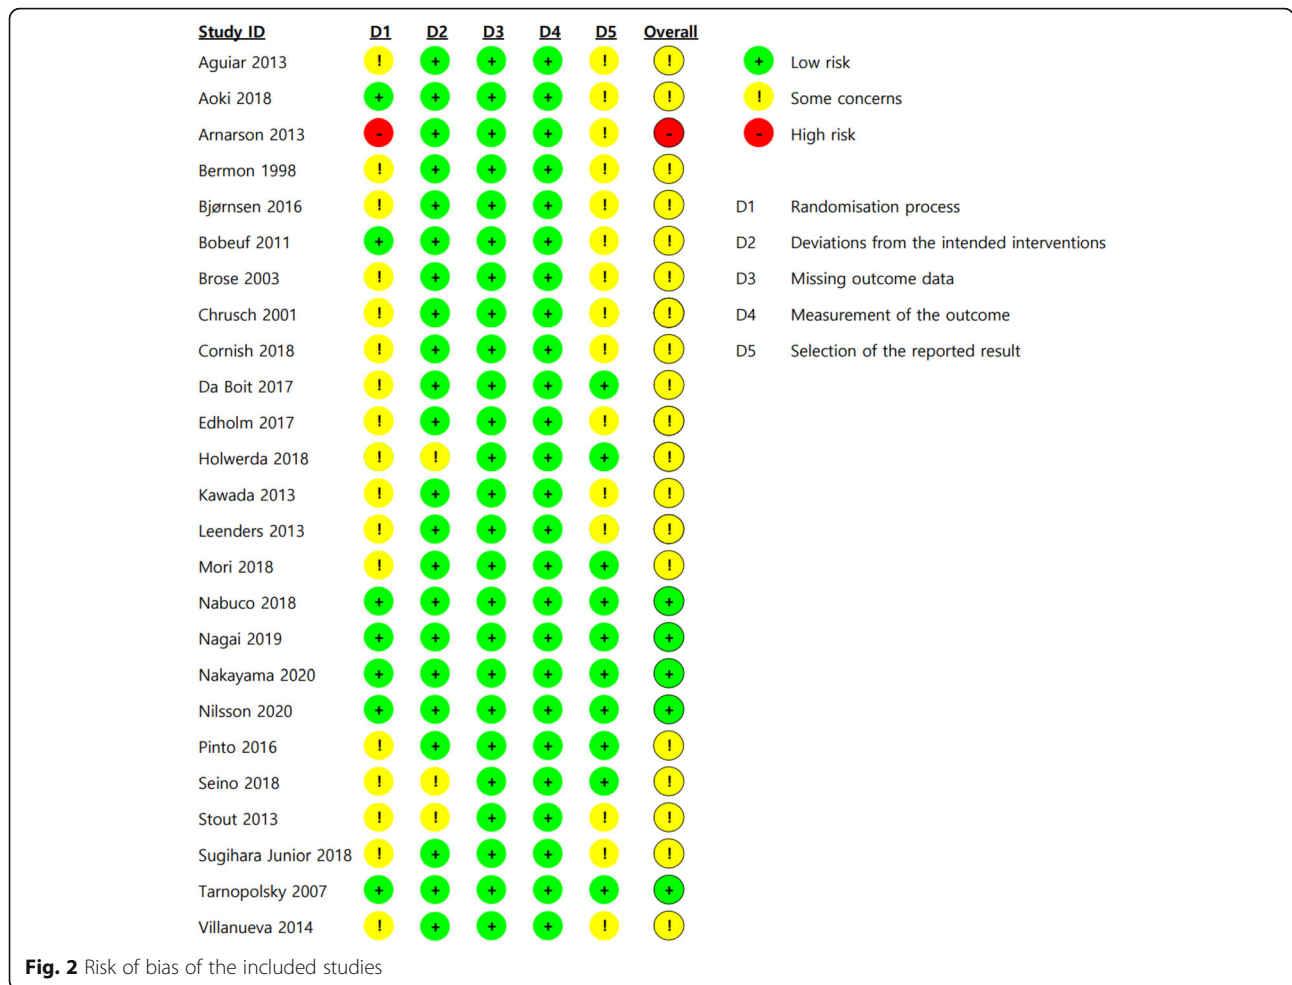 Study ID D1 D2 D3 D4 D5 Overall
Aguiar 2013 ! + + + ! !
Aoki 2018 + + + + ! !
Arnarson 2013 - + + + ! -
Bermon 1998 ! + + + ! !
Bjørnsen 2016 ! + + + ! !
Bobeuf 2011 + + + + ! !
Brose 2003 ! + + + ! !
Chrusch 2001 ! + + + ! !
Cornish 2018 ! + + + ! !
Da Boit 2017 ! + + + + !
Edholm 2017 ! + + + ! !
Holwerda 2018 ! ! + + + !
Kawada 2013 ! + + + ! !
Leenders 2013 ! + + + ! !
Mori 2018 ! + + + + !
Nabuco 2018 + + + + + +
Nagai 2019 + + + + + +
Nakayama 2020 + + + + + +
Nilsson 2020 + + + + + +
Pinto 2016 ! + + + + !
Seino 2018 ! ! + + + !
Stout 2013 ! ! + + ! !
Sugihara Junior 2018 ! + + + ! !
Tarnopolsky 2007 + + + + + +
Villanueva 2014 ! + + + ! !
+ Low risk
! Some concerns
- High risk
D1 Randomisation process
D2 Deviations from the intended interventions
D3 Missing outcome data
D4 Measurement of the outcome
D5 Selection of the reported result
Fig. 2 Risk of bias of the included studies